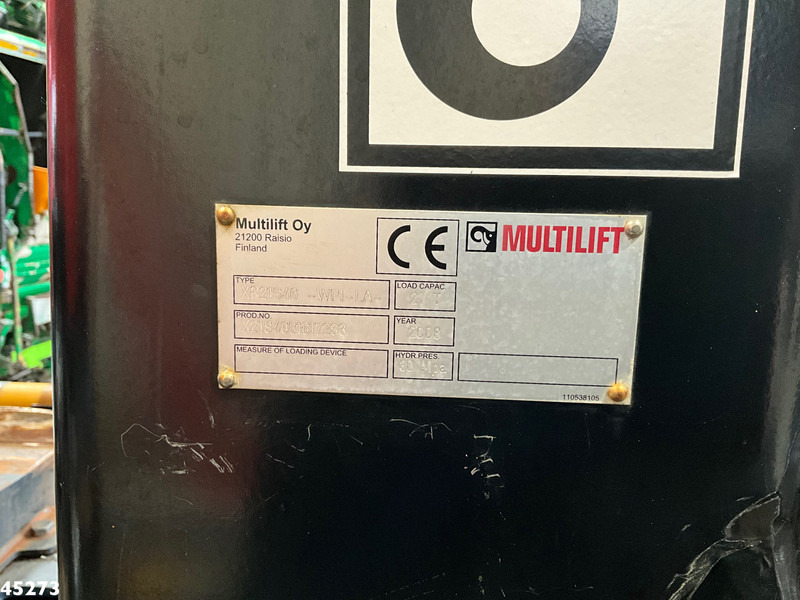 Multilift Oy
21200 Raisio
Finland
CE
MULTILIFT
TYPE
LOAD CAPAC.
PROD.NO.
YEAR
2008
MEASURE OF LOADING DEVICE
HYDR.PRES.
110538105
45273